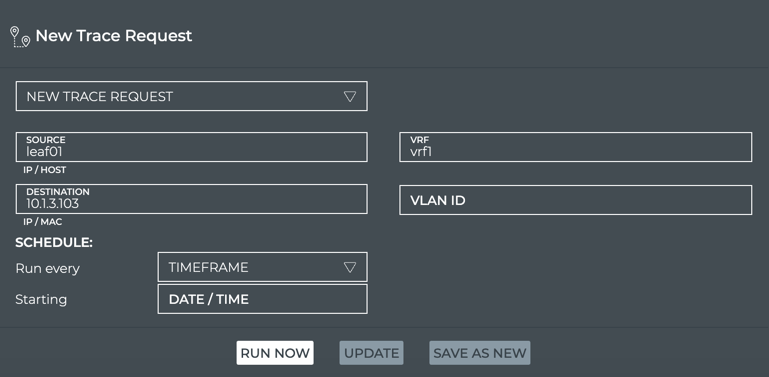 New Trace Request
NEW TRACE REQUEST
SOURCE
leaf01
IP / HOST
VRF
vrf1
DESTINATION
10.1.3.103
IP / MAC
VLAN ID
SCHEDULE:
Run every
TIMEFRAME
Starting
DATE / TIME
RUN NOW
UPDATE
SAVE AS NEW